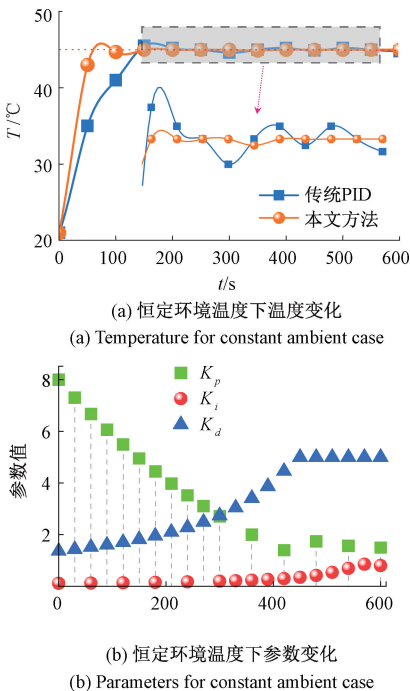 50
40
30
20
T/℃
传统PID
本文方法
0 100 200 300 400 500 600
t/s
(a) 恒定环境温度下温度变化
(a) Temperature for constant ambient case
8
6
4
2
参数值
Kp
Ki
Kd
0 200 400 600
(b) 恒定环境温度下参数变化
(b) Parameters for constant ambient case